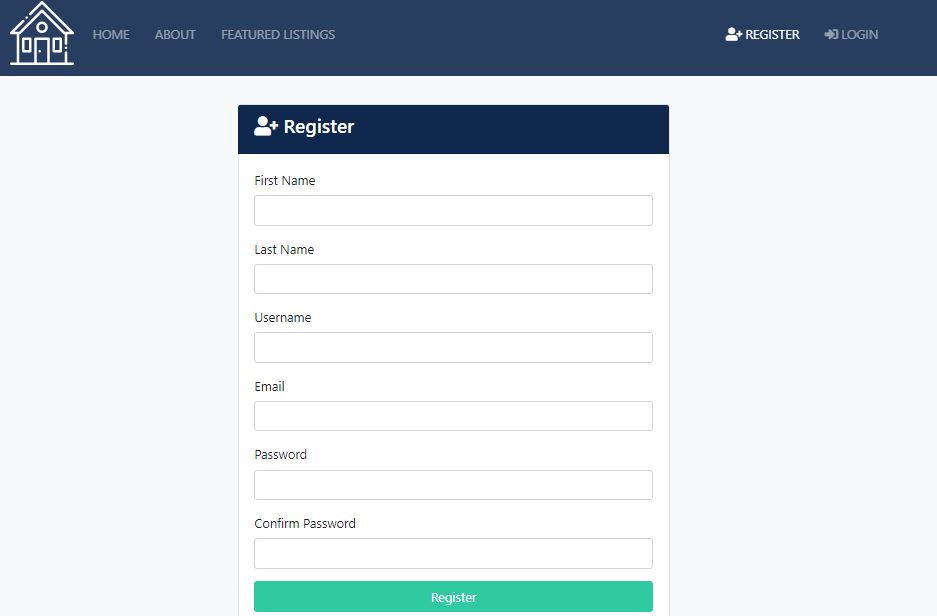 HOME ABOUT FEATURED LISTINGS REGISTER LOGIN
Register
First Name
Last Name
Username
Email
Password
Confirm Password
Register